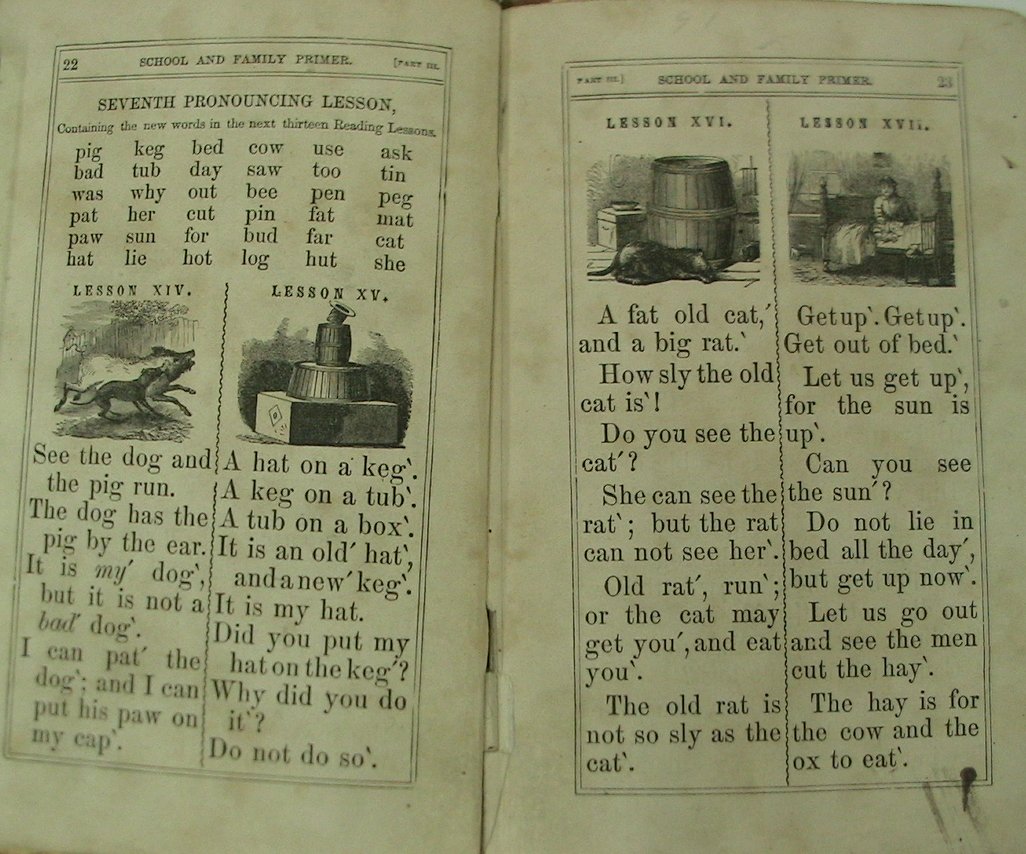 22 SCHOOL AND FAMILY PRIMER. [PART III.
SEVENTH PRONOUNCING LESSON,
Containing the new words in the next thirteen Reading Lessons.
pig keg bed cow use ask
bad tub day saw too tin
was why out bee pen peg
pat her cut pin fat mat
paw sun for bud far cat
hat lie hot log hut she
LESSON XIV.
See the dog and
the pig run.
The dog has the
pig by the ear.
It is my′ dog‵,
but it is not a
bad′ dog‵.
I can pat′ the
dog‵; and I can
put his paw on
my cap‵.
LESSON XV.
A hat on a keg‵.
A keg on a tub‵.
A tub on a box‵.
It is an old′ hat‵,
and a new′ keg‵.
It is my hat.
Did you put my
hat on the keg′?
Why did you do
it‵?
Do not do so‵.
PART III.] SCHOOL AND FAMILY PRIMER. 23
LESSON XVI.
A fat old cat,′
and a big rat.‵
How sly the old
cat is‵!
Do you see the
cat′?
She can see the
rat‵; but the rat
can not see her‵.
Old rat′, run‵;
or the cat may
get you′, and eat
you‵.
The old rat is
not so sly as the
cat‵.
LESSON XVII.
Get up‵. Get up‵.
Get out of bed.‵
Let us get up‵,
for the sun is
up‵.
Can you see
the sun′?
Do not lie in
bed all the day′,
but get up now‵.
Let us go out
and see the men
cut the hay‵.
The hay is for
the cow and the
ox to eat‵.